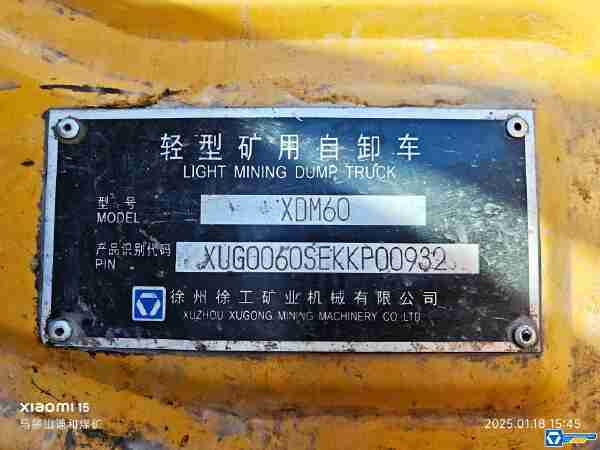 轻型矿用自卸车
LIGHT MINING DUMP TRUCK
型号
MODEL
XDM60
产品识别代码
PIN
XUG0060SEKKP00932
徐州徐工矿业机械有限公司
XUZHOU XUGONG MINING MACHINERY CO LTD
xiaomi 15
2025.01.18 15:45